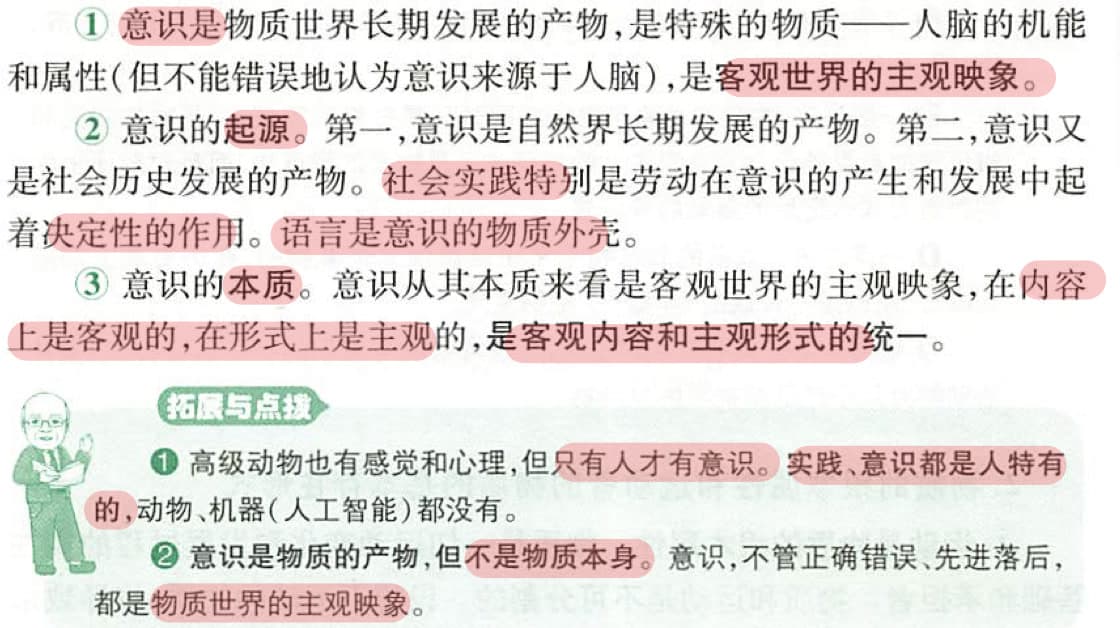 ① 意识是物质世界长期发展的产物,是特殊的物质——人脑的机能
和属性(但不能错误地认为意识来源于人脑),是客观世界的主观映象。
② 意识的起源。第一,意识是自然界长期发展的产物。第二,意识又
是社会历史发展的产物。社会实践特别是劳动在意识的产生和发展中起
着决定性的作用。语言是意识的物质外壳。
③ 意识的本质。意识从其本质来看是客观世界的主观映象,在内容
上是客观的,在形式上是主观的,是客观内容和主观形式的统一。
拓展与点拨
❶ 高级动物也有感觉和心理,但只有人才有意识。实践、意识都是人特有
的,动物、机器(人工智能)都没有。
❷ 意识是物质的产物,但不是物质本身。意识,不管正确错误、先进落后,
都是物质世界的主观映象。